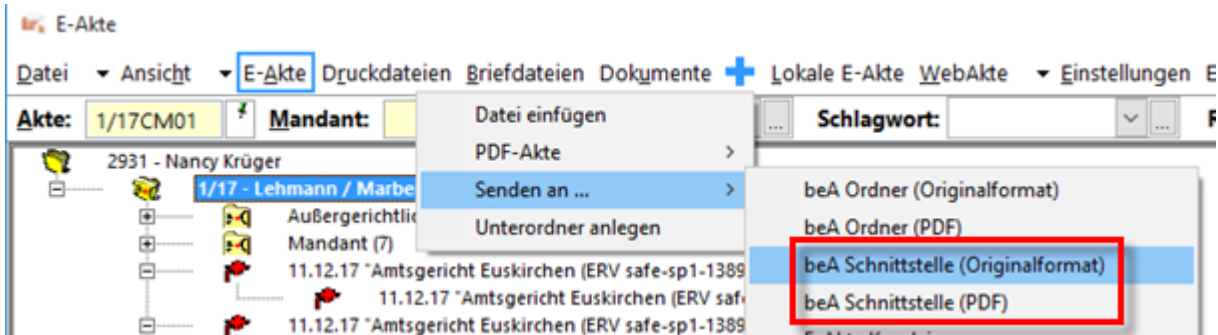 E-Akte
Datei Ansicht E-Akte Druckdateien Briefdateien Dokumente Lokale E-Akte WebAkte Einstellungen E
Akte: 1/17CM01 Mandant: ... Schlagwort: ...
2931 - Nancy Krüger
1/17 - Lehmann / Marbe
Außergerichtlic
Mandant (7)
11.12.17 "Amtsgericht Euskirchen (ERV safe-sp1-1389
11.12.17 "Amtsgericht Euskirchen (ERV safe
11.12.17 "Amtsgericht Euskirchen (ERV safe-sp1-1389
Datei einfügen
PDF-Akte
Senden an ...
Unterordner anlegen
beA Ordner (Originalformat)
beA Ordner (PDF)
beA Schnittstelle (Originalformat)
beA Schnittstelle (PDF)